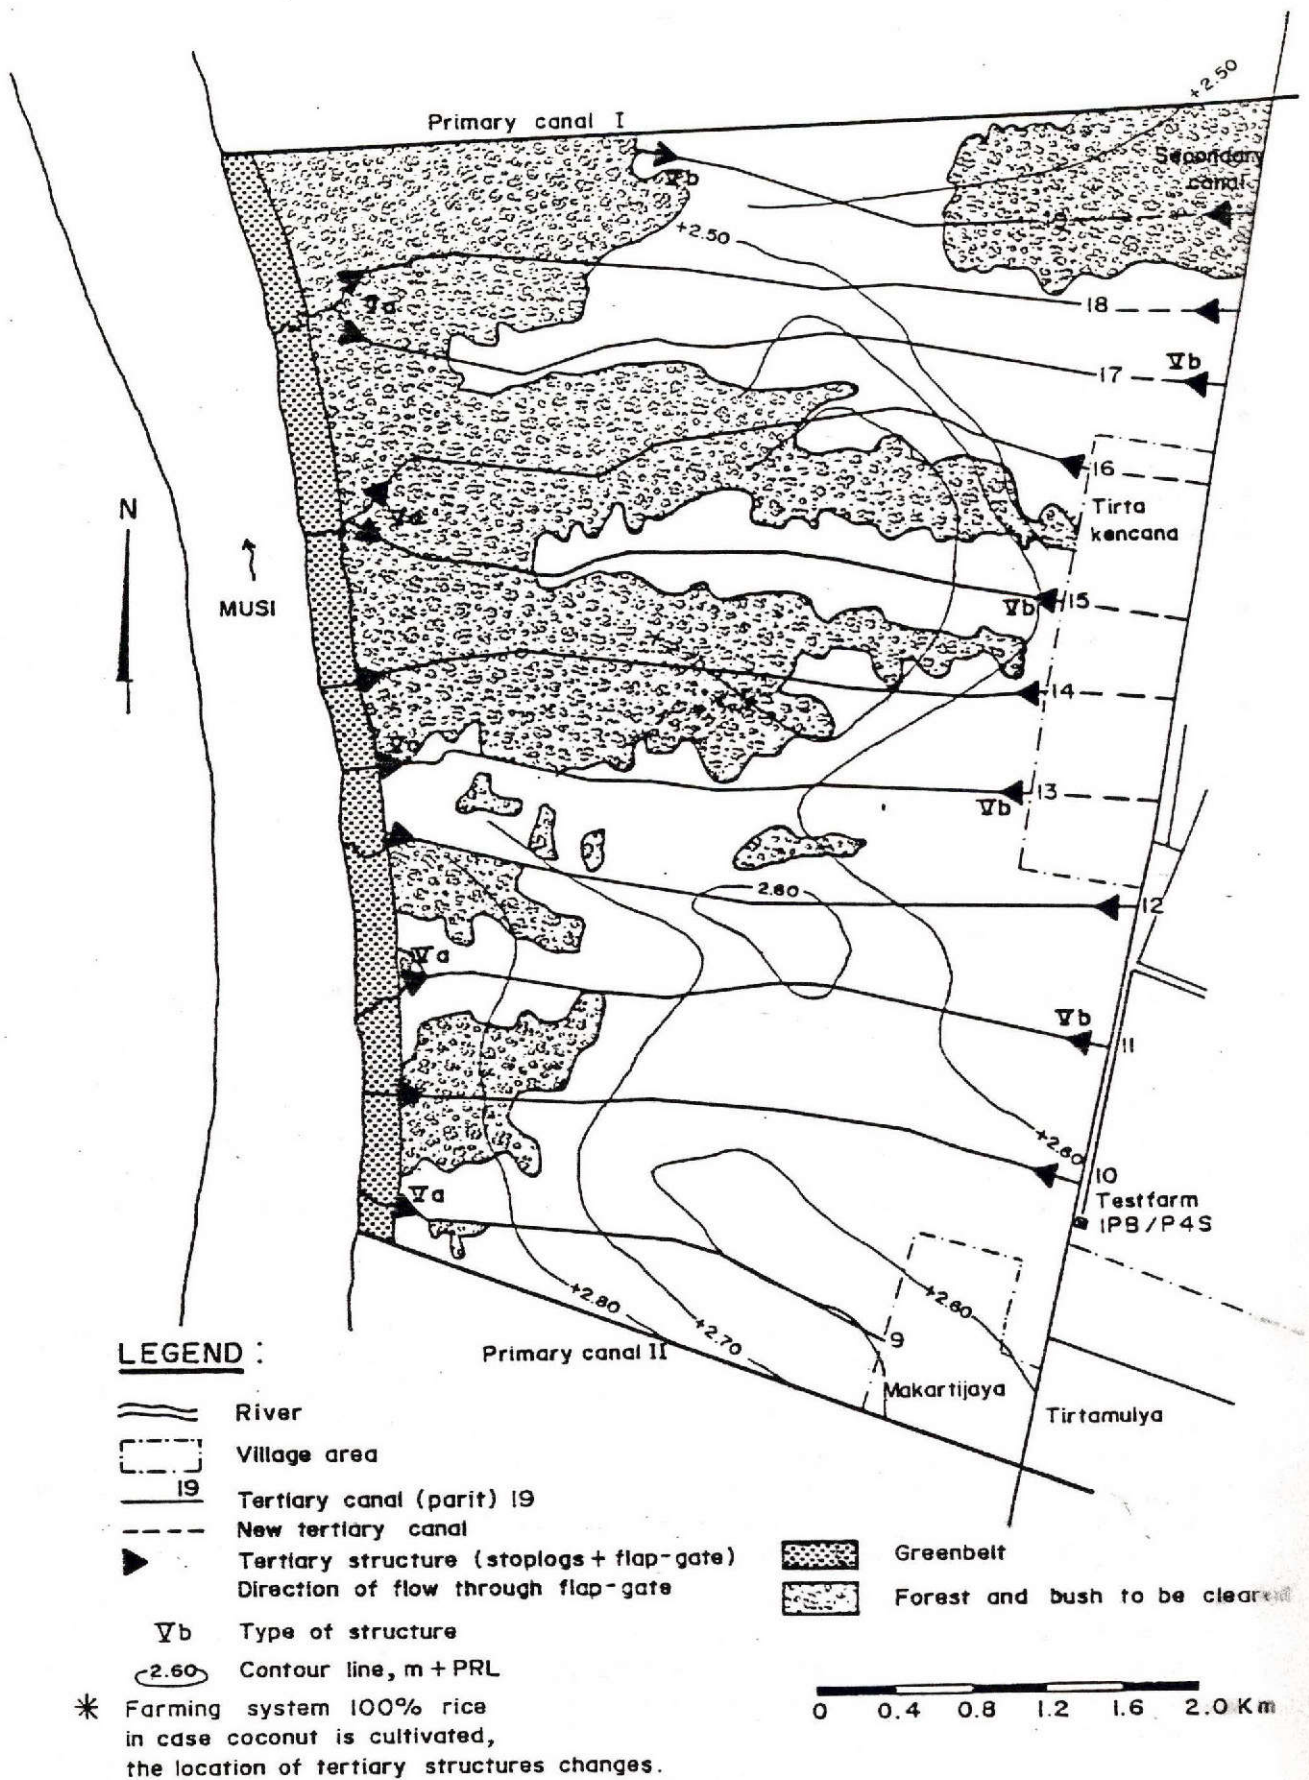 +2.50
Primary canal I
Secondary
canal
Vb
+2.50
18
Va
17
Vb
16
Tirta
kencana
Va
N
MUSI
15
Vb
14
Va
13
Vb
2.60
12
Va
Vb
11
+2.60
10
Testfarm
IPB/P4S
Va
+2.80
+2.60
+2.70
9
Primary canal II
Makartijaya
Tirtamulya
LEGEND :
River
Village area
19
Tertiary canal (parit) 19
New tertiary canal
Tertiary structure (stoplogs + flap-gate)
Direction of flow through flap-gate
Greenbelt
Forest and bush to be cleared
Vb Type of structure
2.60 Contour line, m + PRL
* Farming system 100% rice
in case coconut is cultivated,
the location of tertiary structures changes.
0 0.4 0.8 1.2 1.6 2.0 Km